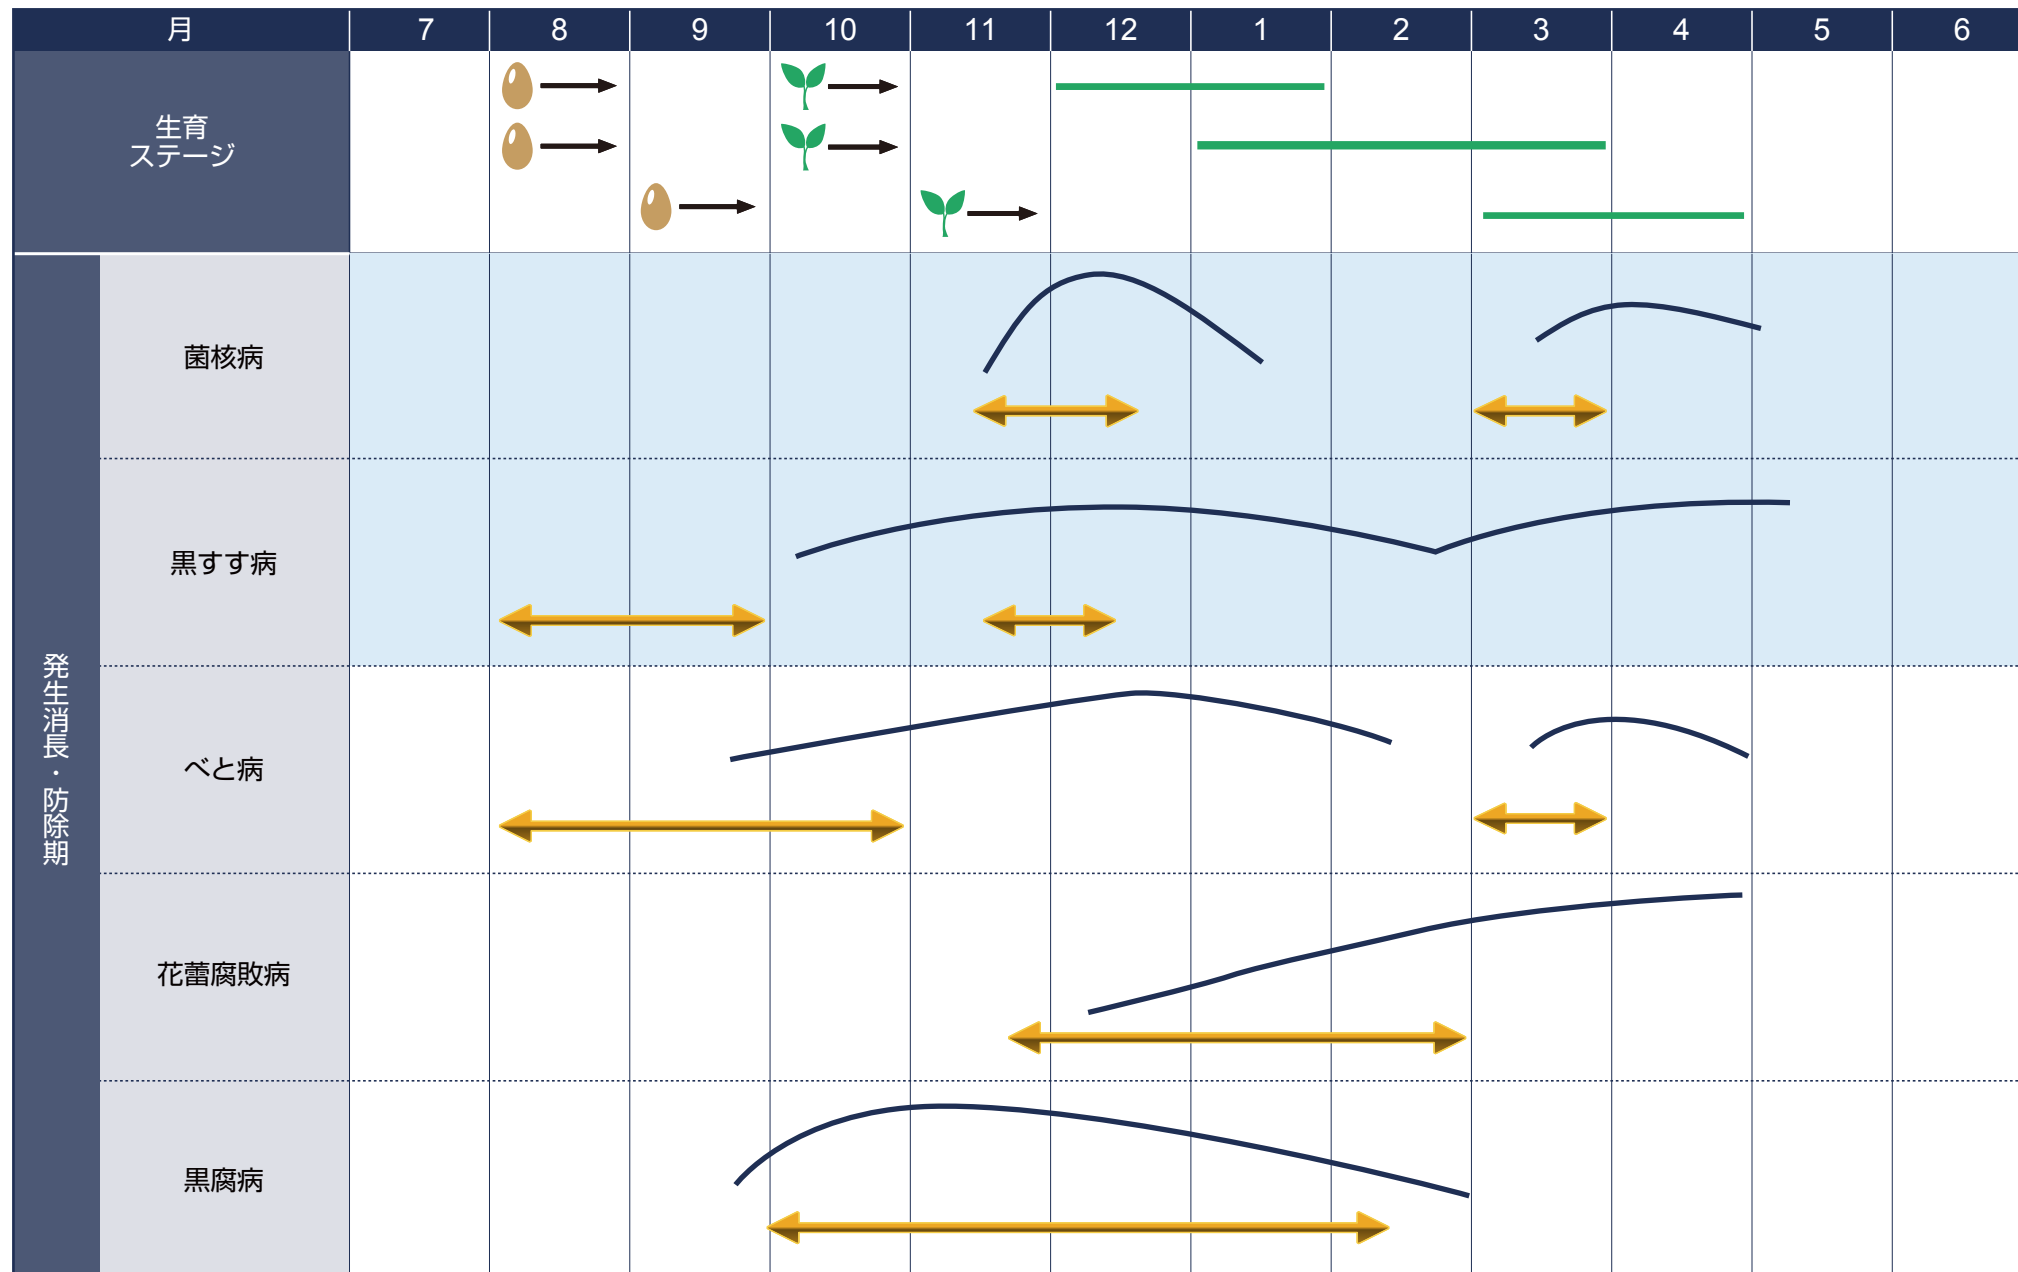 月 7 8 9 10 11 12 1 2 3 4 5 6
生育
ステージ
発生消長・防除期
菌核病
黒すす病
べと病
花蕾腐敗病
黒腐病